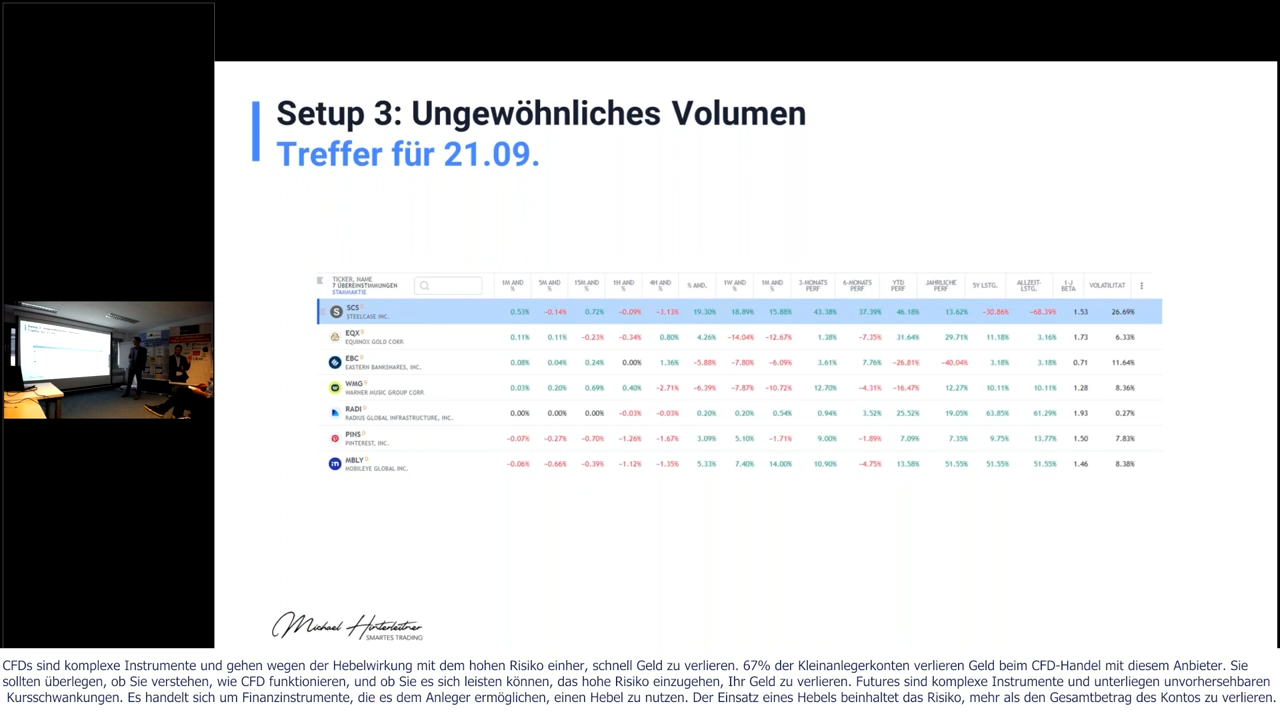 Setup 3: Ungewöhnliches Volumen
Treffer für 21.09.
TICKER, NAME
7 ÜBEREINSTIMMUNGEN
STAMMAKTIE
1M AND % 5M AND % 15M AND % 1H AND % 4H AND % % AND. 1W AND % 1M AND % 3-MONATS PERF 6-MONATS PERF YTD PERF JAHRLICHE PERF 5Y LSTG. ALLZEIT-LSTG. 1-J BETA VOLATILITAT
SCS D STEELCASE INC. 0.53% -0.14% 0.72% -0.09% -3.13% 19.30% 18.89% 15.88% 43.38% 37.39% 46.18% 13.62% -30.86% -68.39% 1.53 26.69%
EQX D EQUINOX GOLD CORP. 0.11% 0.11% -0.23% -0.34% 0.80% 4.26% -14.04% -12.67% 1.38% -7.35% 31.64% 29.71% 11.18% 3.16% 1.73 6.33%
EBC D EASTERN BANKSHARES, INC. 0.08% 0.04% 0.24% 0.00% 1.36% -5.88% -7.80% -6.09% 3.61% 7.76% -26.81% -40.04% 3.18% 3.18% 0.71 11.64%
WMG D WARNER MUSIC GROUP CORP. 0.03% 0.20% 0.69% 0.40% -2.71% -6.39% -7.87% -10.72% 12.70% -4.31% -16.47% 12.27% 10.11% 10.11% 1.28 8.36%
RADI D RADIUS GLOBAL INFRASTRUCTURE, INC. 0.00% 0.00% 0.00% -0.03% -0.03% 0.20% 0.20% 0.54% 0.94% 3.52% 25.52% 19.05% 63.85% 61.29% 1.93 0.27%
PINS D PINTEREST, INC. -0.07% -0.27% -0.70% -1.26% -1.67% 3.09% 5.10% -1.71% 9.00% -1.89% 7.09% 7.35% 9.75% 13.77% 1.50 7.83%
MBLY D MOBILEYE GLOBAL INC. -0.06% -0.66% -0.39% -1.12% -1.35% 5.33% 7.40% 14.00% 10.90% -4.75% 13.58% 51.55% 51.55% 51.55% 1.46 8.38%
Michael Hinterleitner
SMARTES TRADING
CFDs sind komplexe Instrumente und gehen wegen der Hebelwirkung mit dem hohen Risiko einher, schnell Geld zu verlieren. 67% der Kleinanlegerkonten verlieren Geld beim CFD-Handel mit diesem Anbieter. Sie
sollten überlegen, ob Sie verstehen, wie CFD funktionieren, und ob Sie es sich leisten können, das hohe Risiko einzugehen, Ihr Geld zu verlieren. Futures sind komplexe Instrumente und unterliegen unvorhersehbaren
Kursschwankungen. Es handelt sich um Finanzinstrumente, die es dem Anleger ermöglichen, einen Hebel zu nutzen. Der Einsatz eines Hebels beinhaltet das Risiko, mehr als den Gesamtbetrag des Kontos zu verlieren.